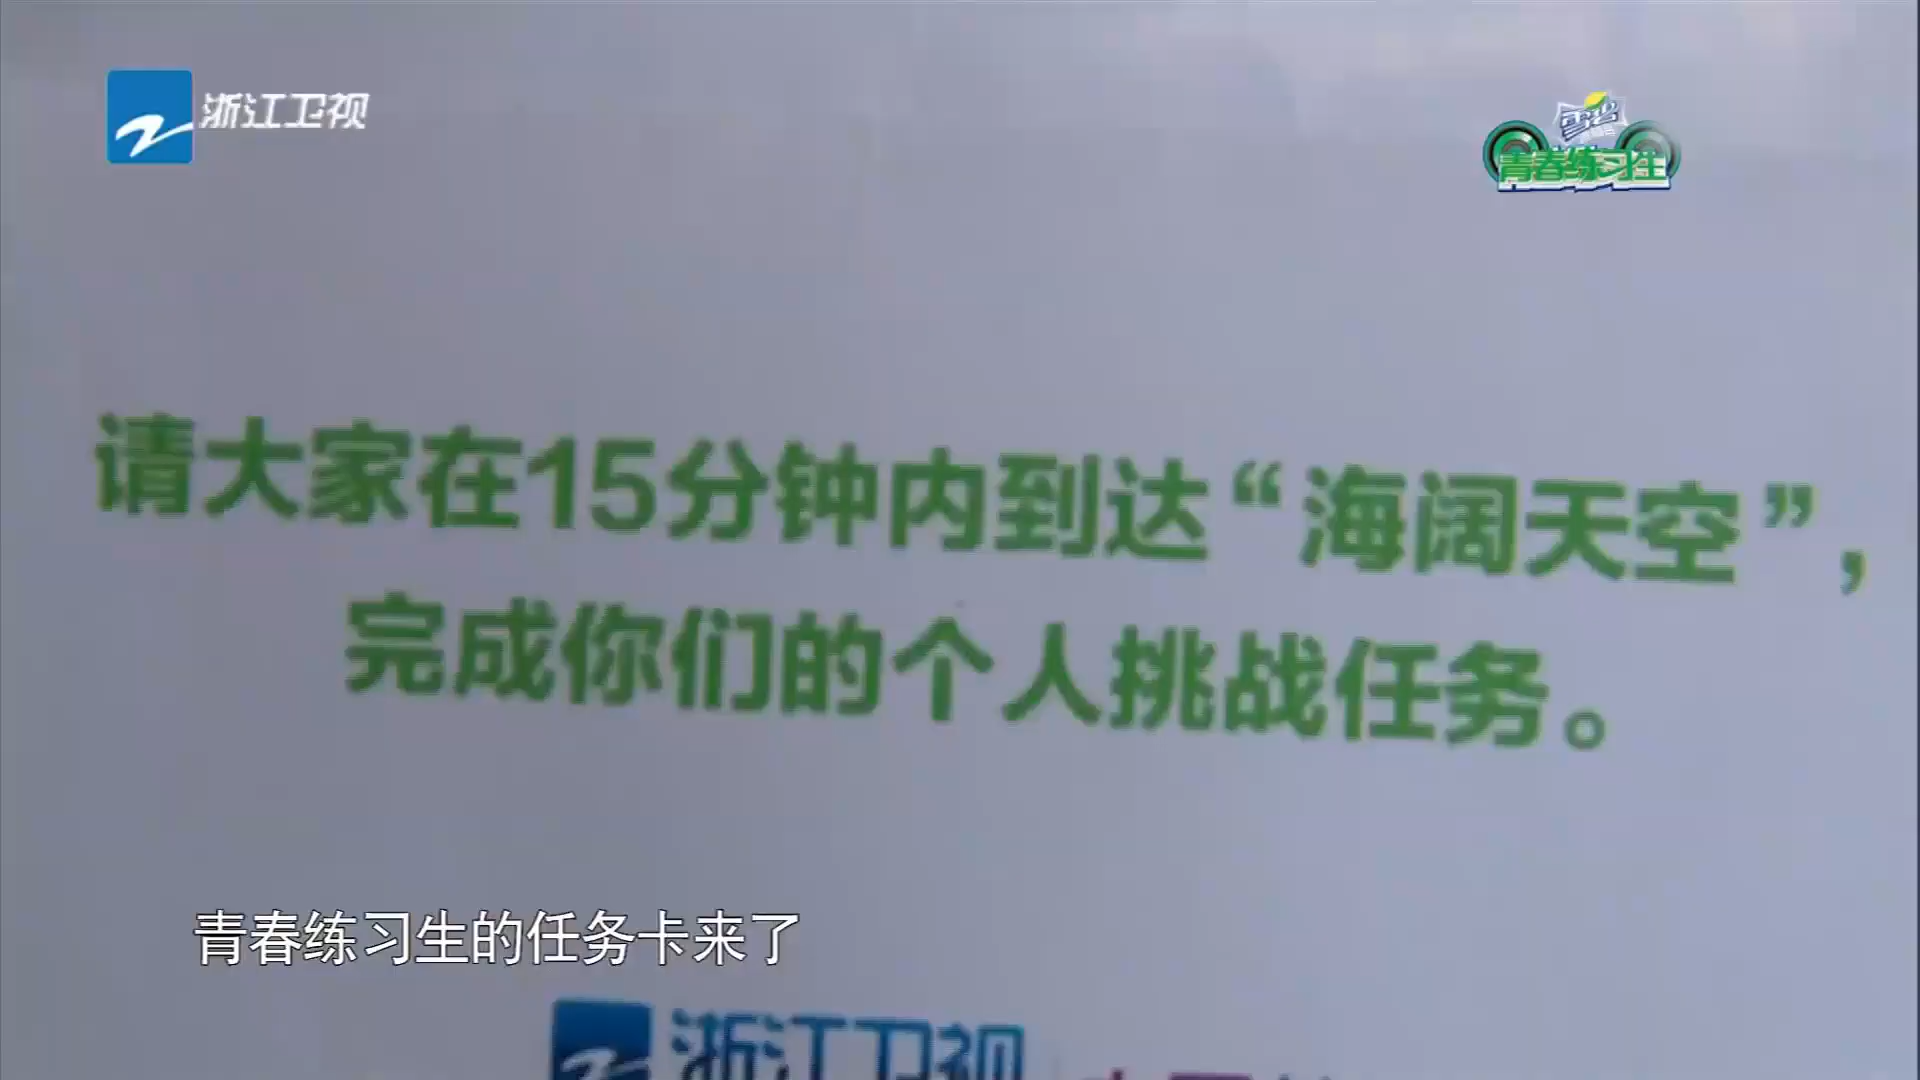 浙江卫视
雪碧
青春练习生
请大家在15分钟内到达“海阔天空”，
完成你们的个人挑战任务。
青春练习生的任务卡来了
浙江卫视